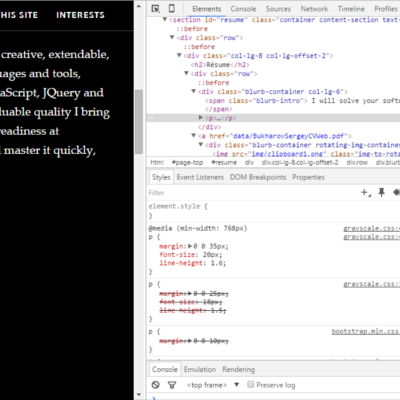 HIS SITE INTERESTS
creative, extendable,
uages and tools,
aScript, JQuery and
luable quality I bring
readiness at
master it quickly,
Elements Console Sources Network Timeline
<section id="resume" class="container content-section text-
::before
<div class="row">
::before
<div class="col-lg-8 col-lg-offset-2">
<h2>Résume</h2>
<div class="row">
<div class="blurb-container col-lg-6">
<span class="blurb-intro"> I will solve your softw
</span>
<p>…</p>
</div>
<a href="data/BukharovSergeyCVWeb.pdf">
<div class="blurb-container rotating-img-container
<img src="img/clipboard1.png" class="img-to-rota
html #page-top #resume div.row div.col-lg-8.col-lg-offset-2 div.row div.blurb
Styles Event Listeners DOM Breakpoints Properties
Filter
element.style {
}
@media (min-width: 768px) grayscale.css:
p {
margin: 0 0 35px;
font-size: 20px;
line-height: 1.6;
}
p { grayscale.css:
margin: 0 0 25px;
font-size: 18px;
line-height: 1.5;
}
p { bootstrap.min.css:
margin: 0 0 10px;
}
Console Emulation Rendering
<top frame> Preserve log